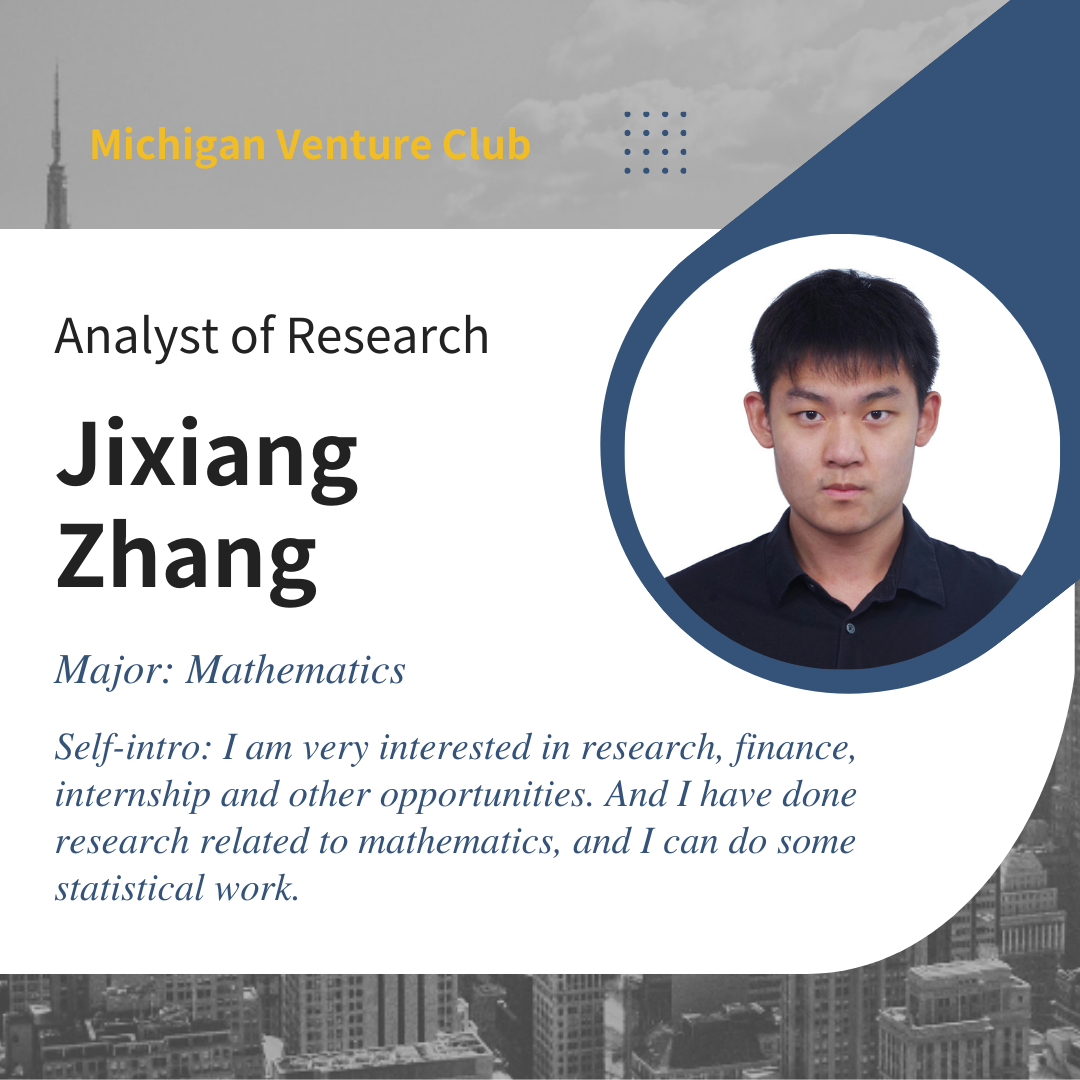 Michigan Venture Club
Analyst of Research
Jixiang
Zhang
Major: Mathematics
Self-intro: I am very interested in research, finance,
internship and other opportunities. And I have done
research related to mathematics, and I can do some
statistical work.